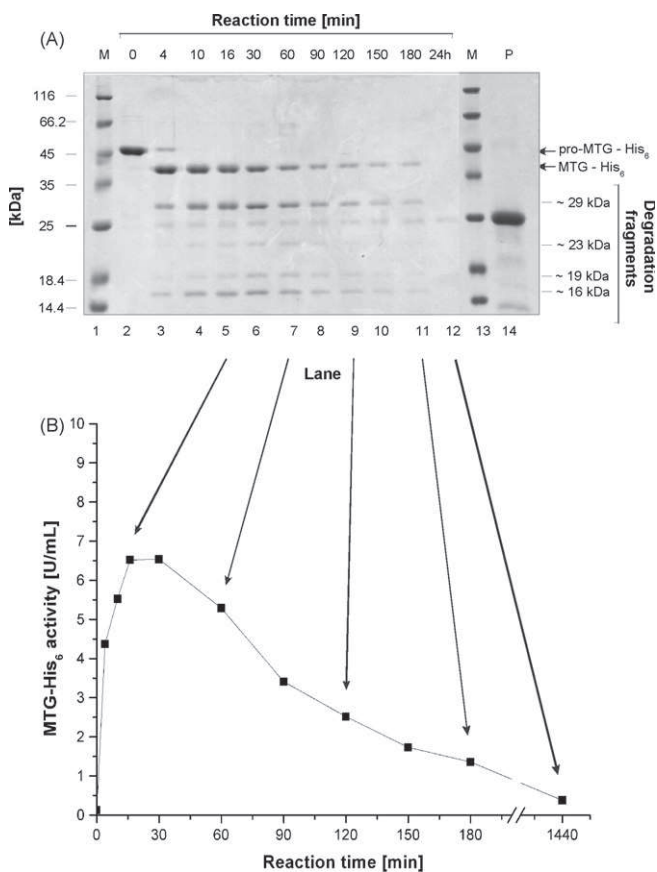 Reaction time [min]
(A)
M 0 4 10 16 30 60 90 120 150 180 24h M P
116
66.2
45
35
25
18.4
14.4
[kDa]
pro-MTG - His6
MTG - His6
~ 29 kDa
~ 23 kDa
~ 19 kDa
~ 16 kDa
Degradation
fragments
1 2 3 4 5 6 7 8 9 10 11 12 13 14
Lane
(B)
10
9
8
7
6
5
4
3
2
1
0
MTG-His6 activity [U/mL]
0 30 60 90 120 150 180 1440
Reaction time [min]